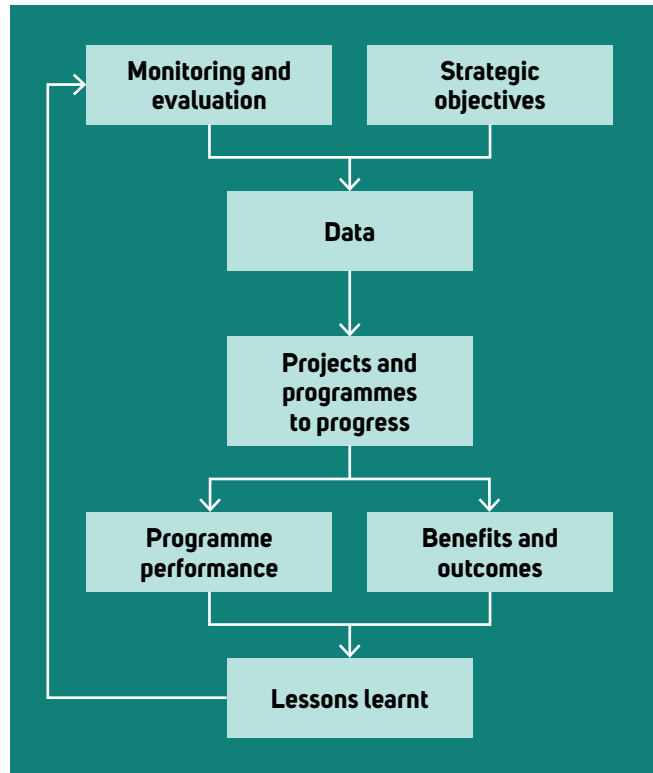 Monitoring and
evaluation
Strategic
objectives
Data
Projects and
programmes
to progress
Programme
performance
Benefits and
outcomes
Lessons learnt